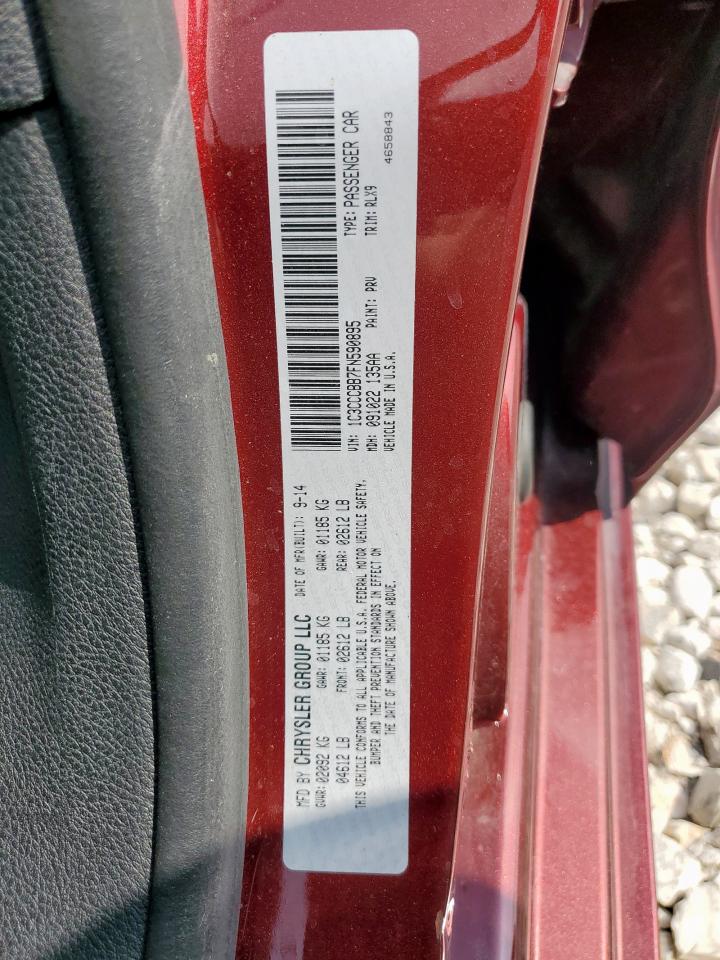 MFD BY CHRYSLER GROUP LLC DATE OF MFR(BUILT): 9-14
GVWR: 02092 KG GAWR: 01185 KG GAWR: 01185 KG
04612 LB FRONT: 02612 LB REAR: 02612 LB
THIS VEHICLE CONFORMS TO ALL APPLICABLE U.S.A. FEDERAL MOTOR VEHICLE SAFETY,
BUMPER AND THEFT PREVENTION STANDARDS IN EFFECT ON
THE DATE OF MANUFACTURE SHOWN ABOVE.
VIN: 1C3CCCBB7FN590895 TYPE: PASSENGER CAR
MDH: 091022 135AA PAINT: PRV TRIM: RLX9
VEHICLE MADE IN U.S.A. 4658843